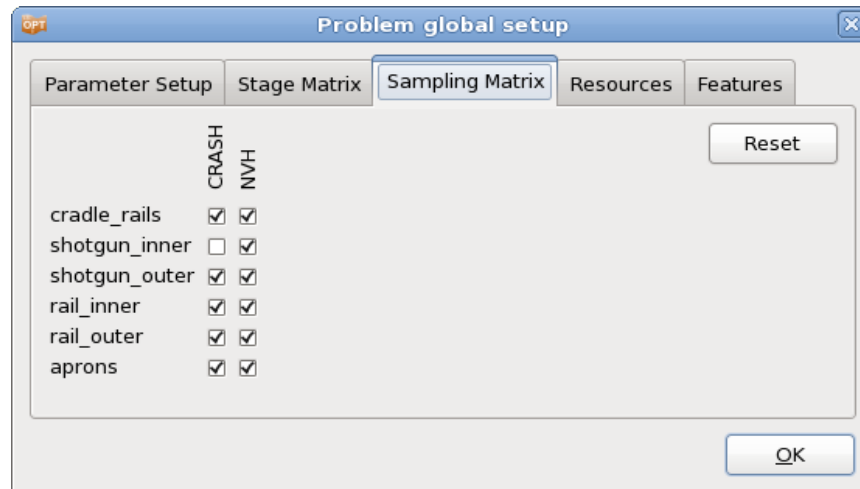 OPT Problem global setup
Parameter Setup Stage Matrix Sampling Matrix Resources Features
CRASH NVH Reset
cradle_rails
shotgun_inner
shotgun_outer
rail_inner
rail_outer
aprons
OK